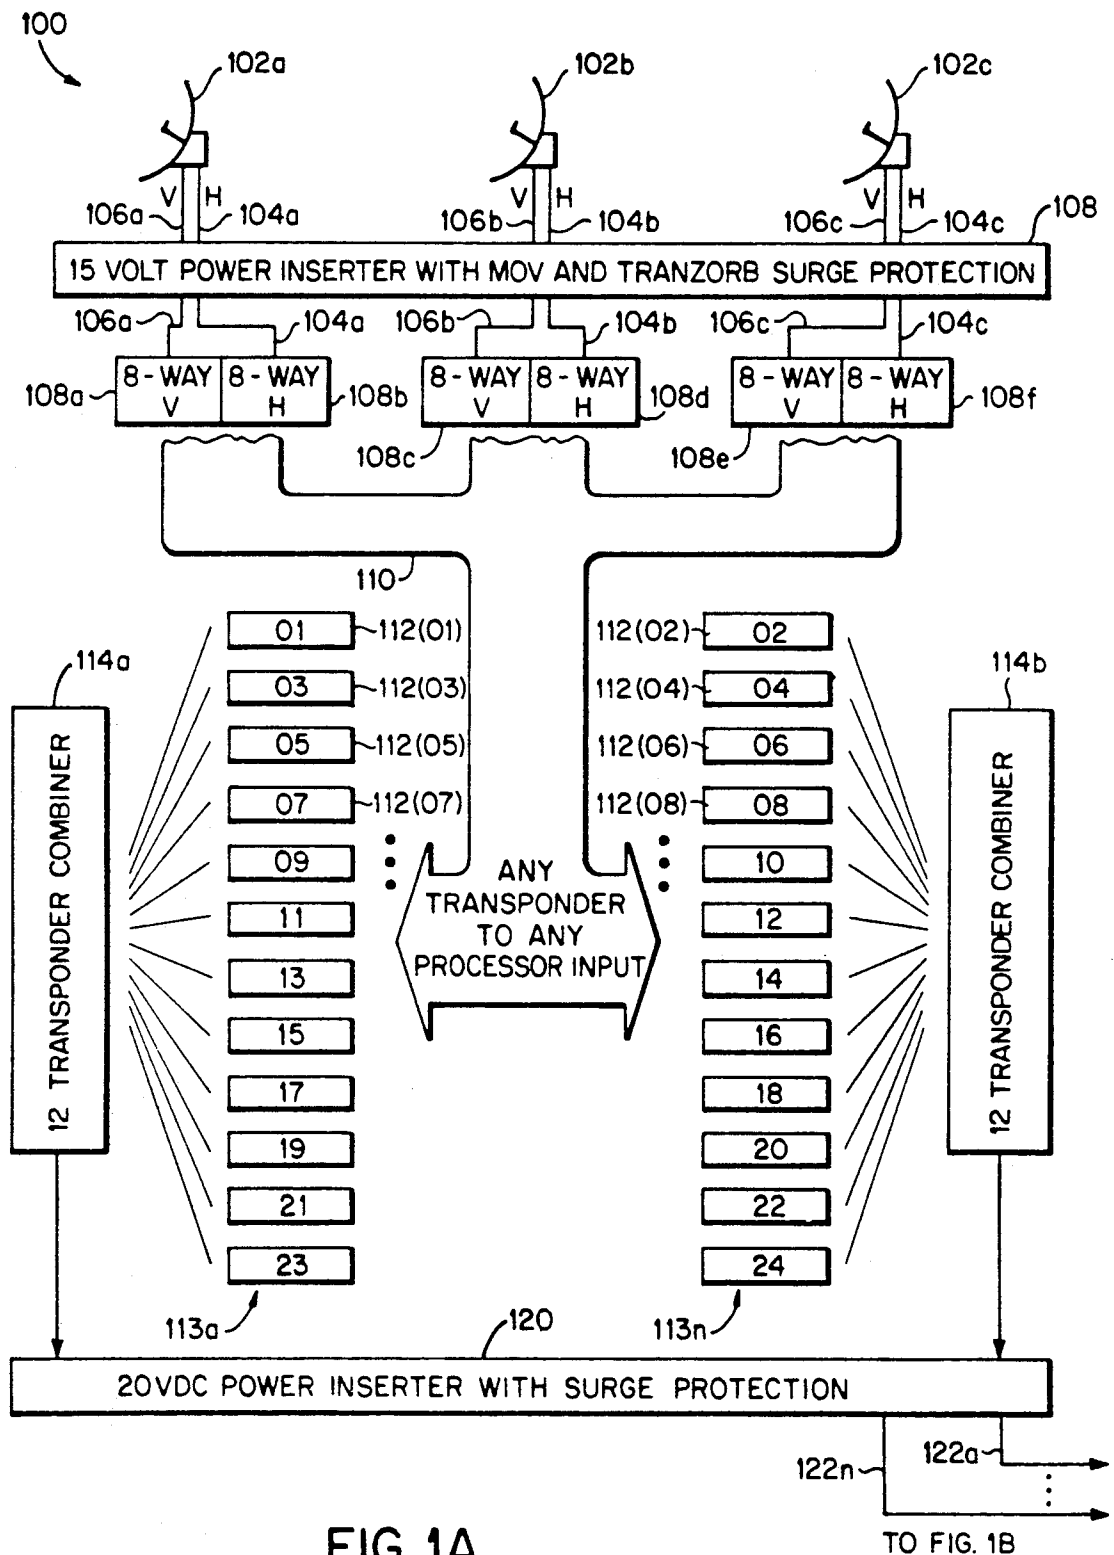 100
102a
102b
102c
V H
V H
V H
106a
104a
106b
104b
106c
104c
108
15 VOLT POWER INSERTER WITH MOV AND TRANZORB SURGE PROTECTION
106a
104a
106b
104b
106c
104c
108a
8-WAY V
8-WAY H
108b
8-WAY V
8-WAY H
108d
8-WAY V
8-WAY H
108f
108c
108e
110
01
112(01)
112(02)
02
114a
03
112(03)
112(04)
04
114b
05
112(05)
112(06)
06
07
112(07)
112(08)
08
09
10
11
12
13
14
15
16
17
18
19
20
21
22
23
24
12 TRANSPONDER COMBINER
ANY
TRANSPONDER
TO ANY
PROCESSOR INPUT
12 TRANSPONDER COMBINER
113a
120
113n
20VDC POWER INSERTER WITH SURGE PROTECTION
122n
122a
TO FIG. 1B
FIG. 1A